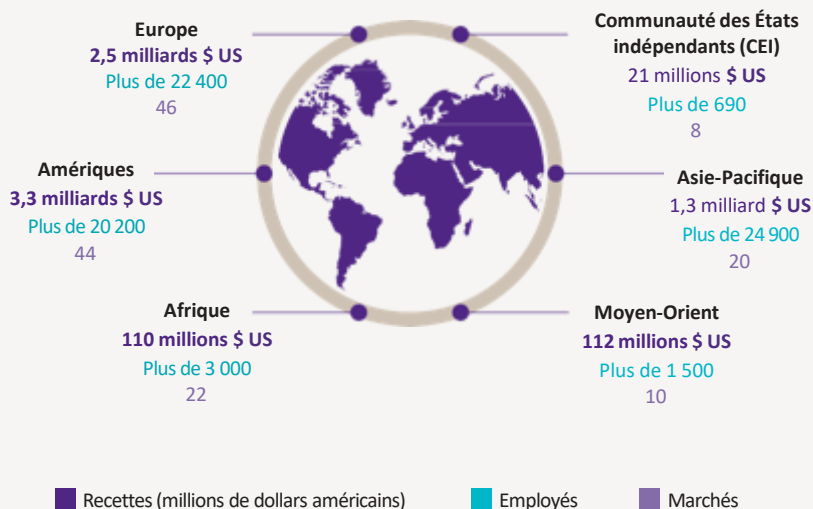 Europe
2,5 milliards $ US
Plus de 22 400
46
Communauté des États
indépendants (CEI)
21 millions $ US
Plus de 690
8
Amériques
3,3 milliards $ US
Plus de 20 200
44
Asie-Pacifique
1,3 milliard $ US
Plus de 24 900
20
Afrique
110 millions $ US
Plus de 3 000
22
Moyen-Orient
112 millions $ US
Plus de 1 500
10
Recettes (millions de dollars américains)
Employés
Marchés